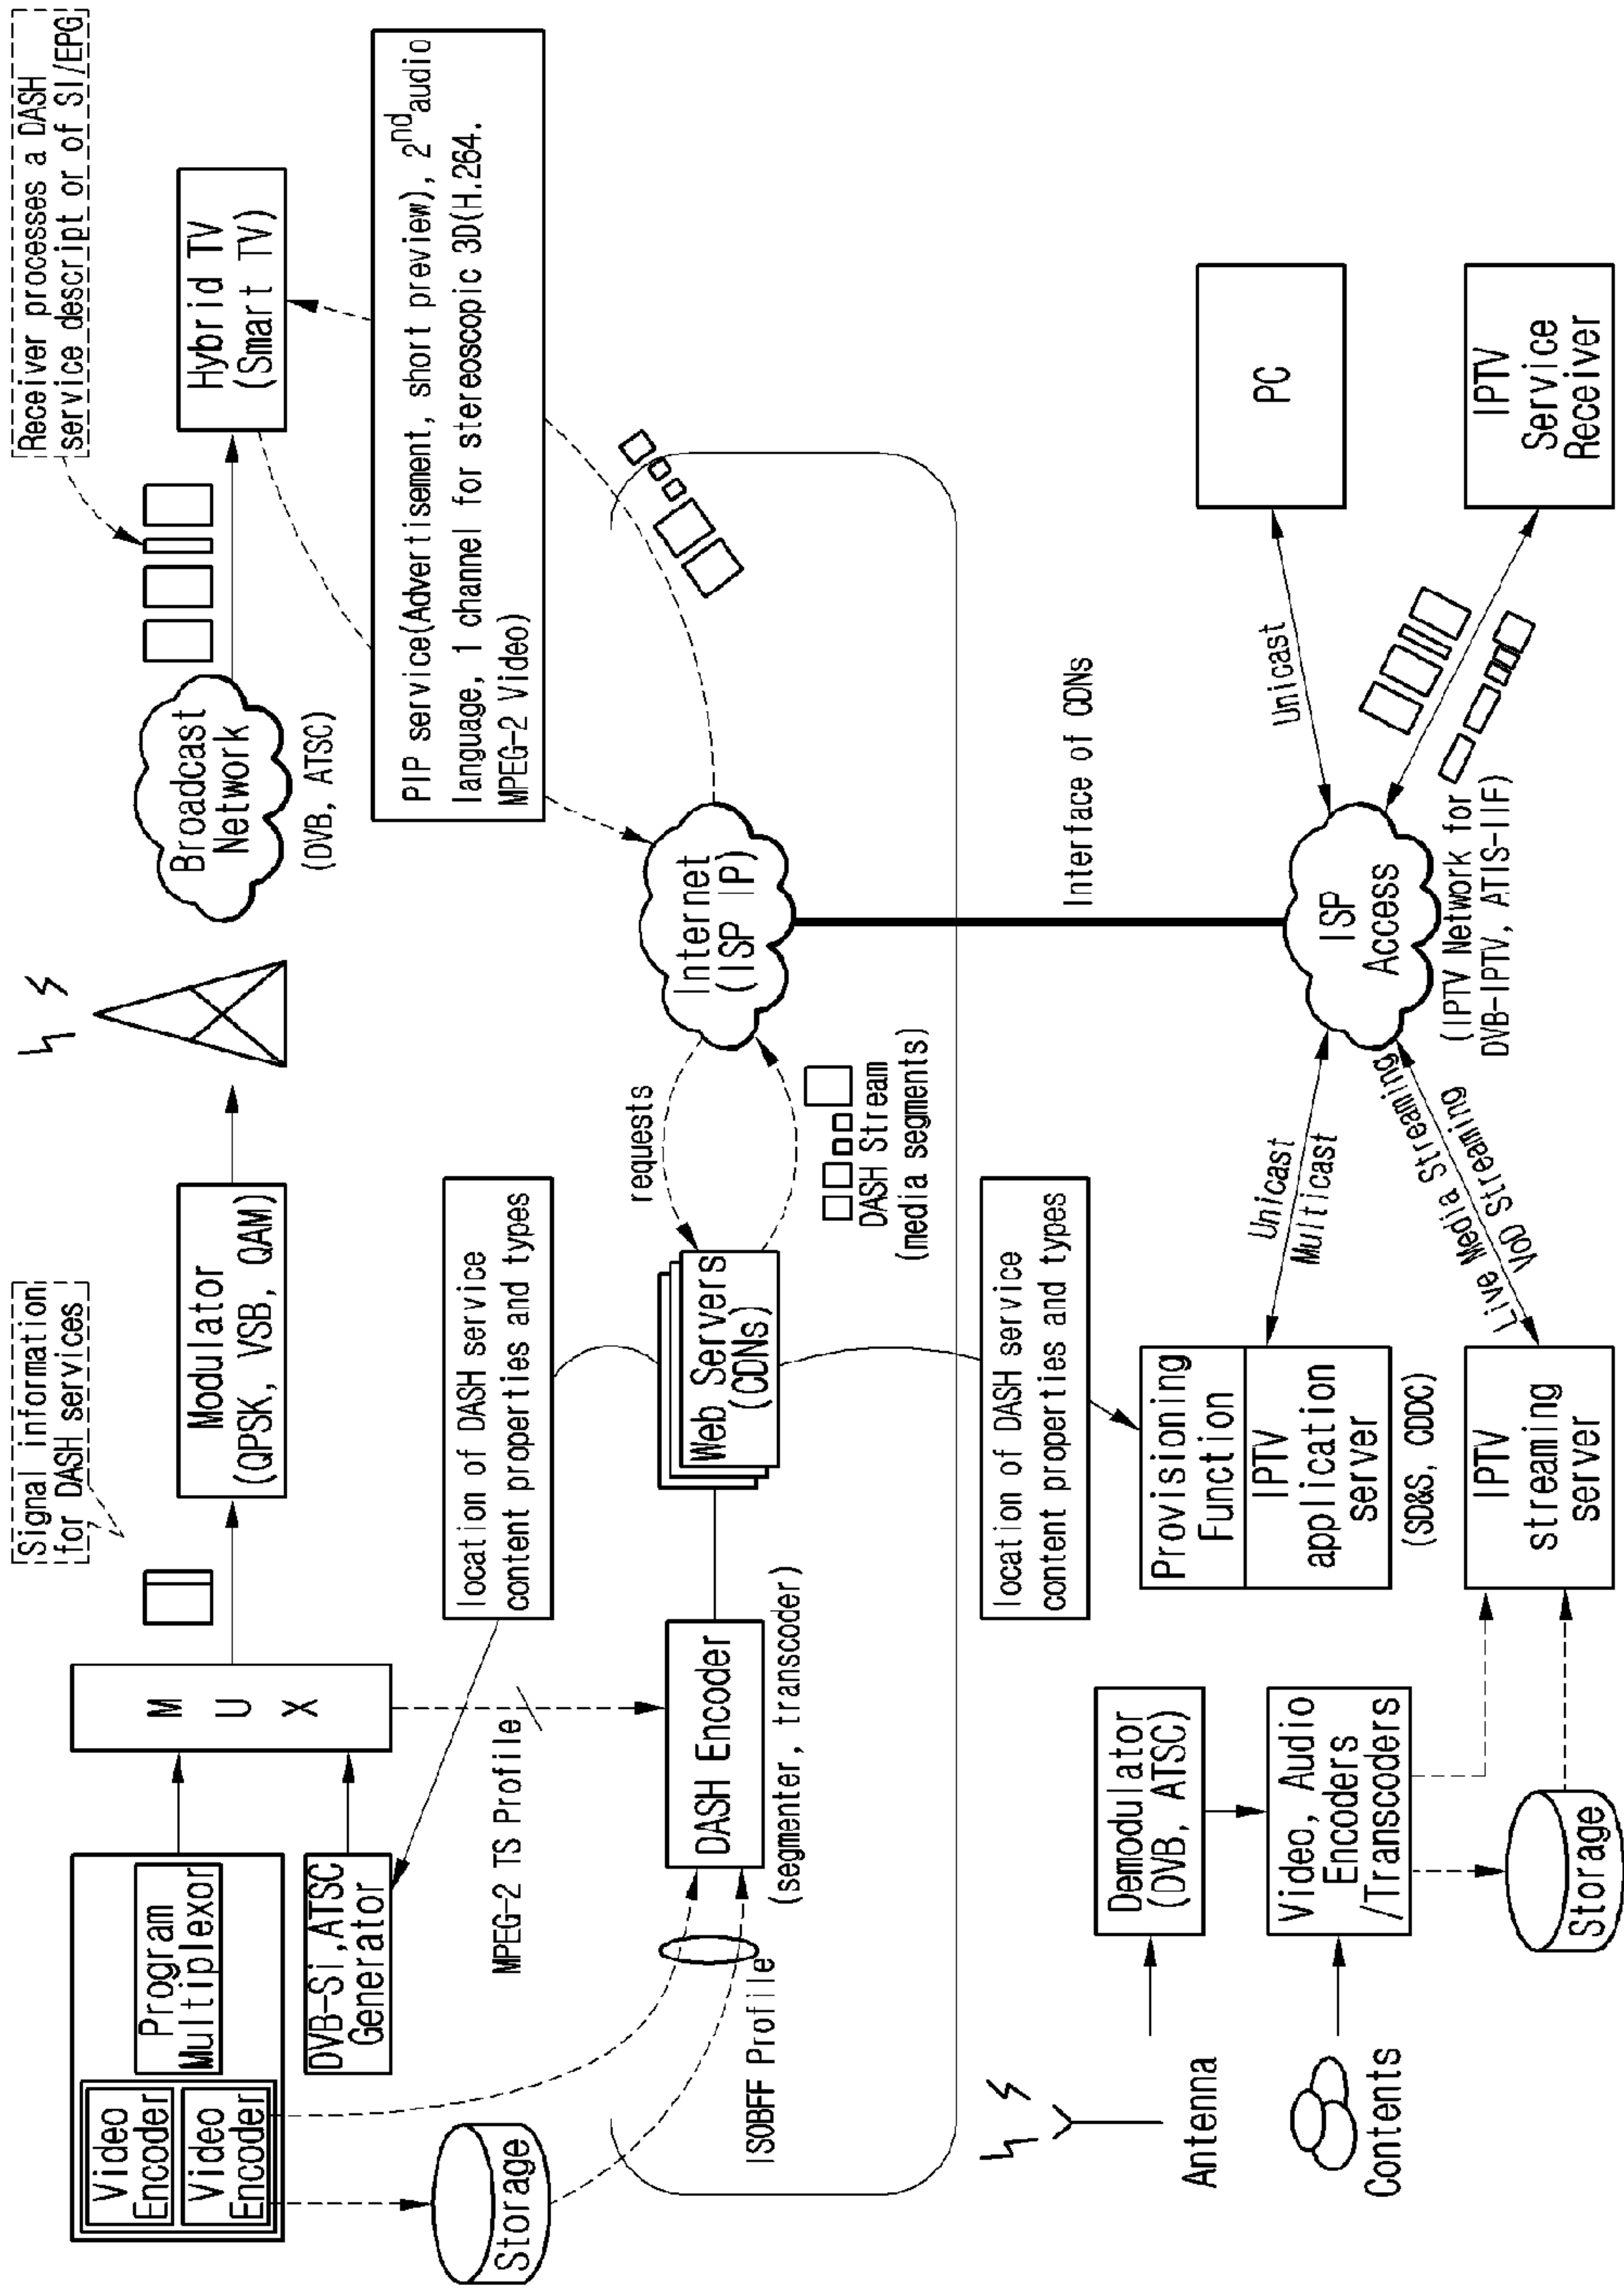 Signal information
for DASH services
Receiver processes a DASH
service descript or of SI/EPG
Video
Encoder
Video
Encoder
Program
Multiplexor
DVB-Si,ATSC
Generator
M
U
X
Modulator
(QPSK, VSB, QAM)
Broadcast
Network
(DVB, ATSC)
Hybrid TV
(Smart TV)
Storage
MPEG-2 TS Profile
location of DASH service
content properties and types
PIP service(Advertisement, short preview), 2nd audio
language, 1 channel for stereoscopic 3D(H.264.
MPEG-2 Video)
ISOBFF Profile
DASH Encoder
(segmenter, transcoder)
Web Servers
(CDNs)
requests
DASH Stream
(media segments)
Internet
(ISP IP)
location of DASH service
content properties and types
Interface of CDNs
Antenna
Contents
Demodulator
(DVB, ATSC)
Video, Audio
Encoders
/Transcoders
Storage
Provisioning
Function
IPTV
application
server
(SD&S, CDDC)
IPTV
streaming
server
Unicast
Multicast
Live Media Streaming
VoD Streaming
ISP
Access
(IPTV Network for
DVB-IPTV, ATIS-IIF)
Unicast
PC
IPTV
Service
Receiver